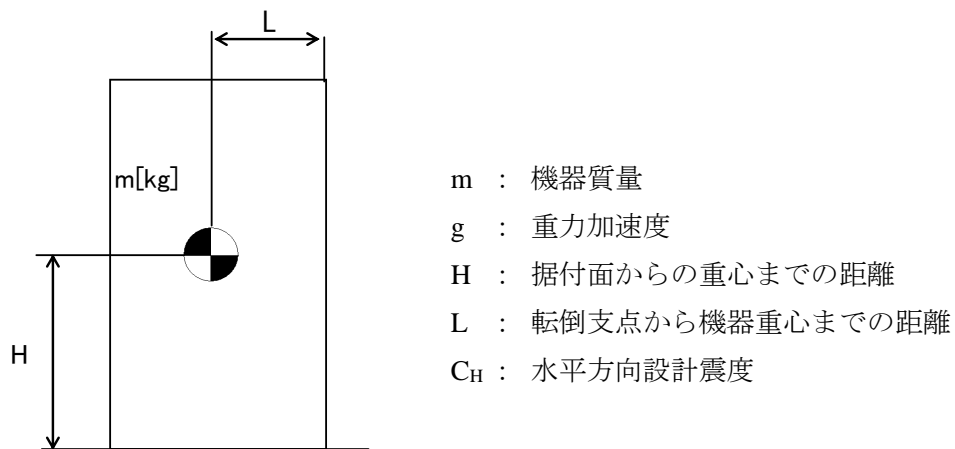 L
m[kg]
H
m : 機器質量
g : 重力加速度
H : 据付面からの重心までの距離
L : 転倒支点から機器重心までの距離
CH : 水平方向設計震度